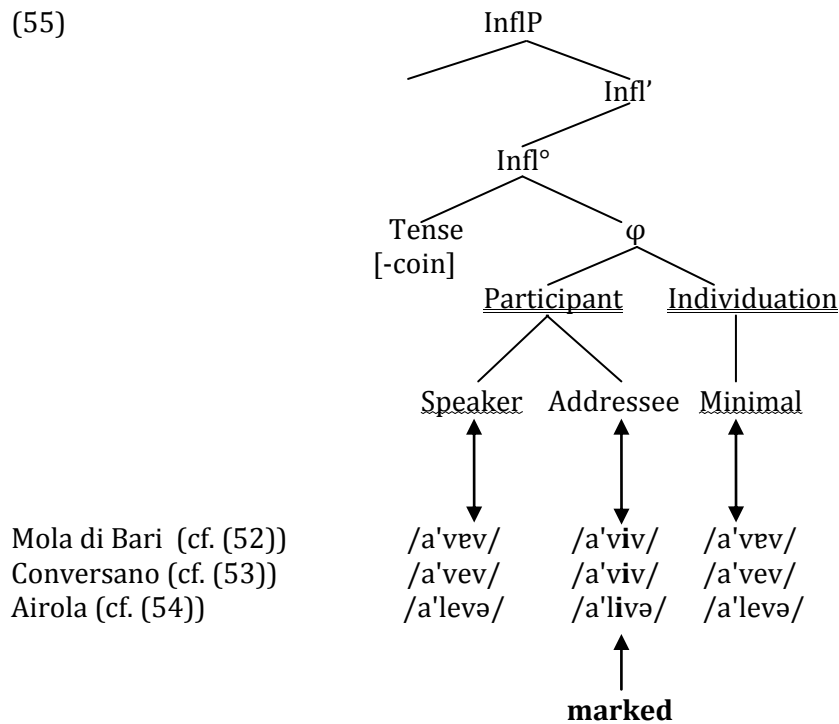 (55) InflP
Infl’
Infl°
Tense φ
[-coin]
Participant Individuation
Speaker Addressee Minimal
Mola di Bari (cf. (52)) /a'vɐv/ /a'viv/ /a'vɐv/
Conversano (cf. (53)) /a'vev/ /a'viv/ /a'vev/
Airola (cf. (54)) /a'levə/ /a'livə/ /a'levə/
marked